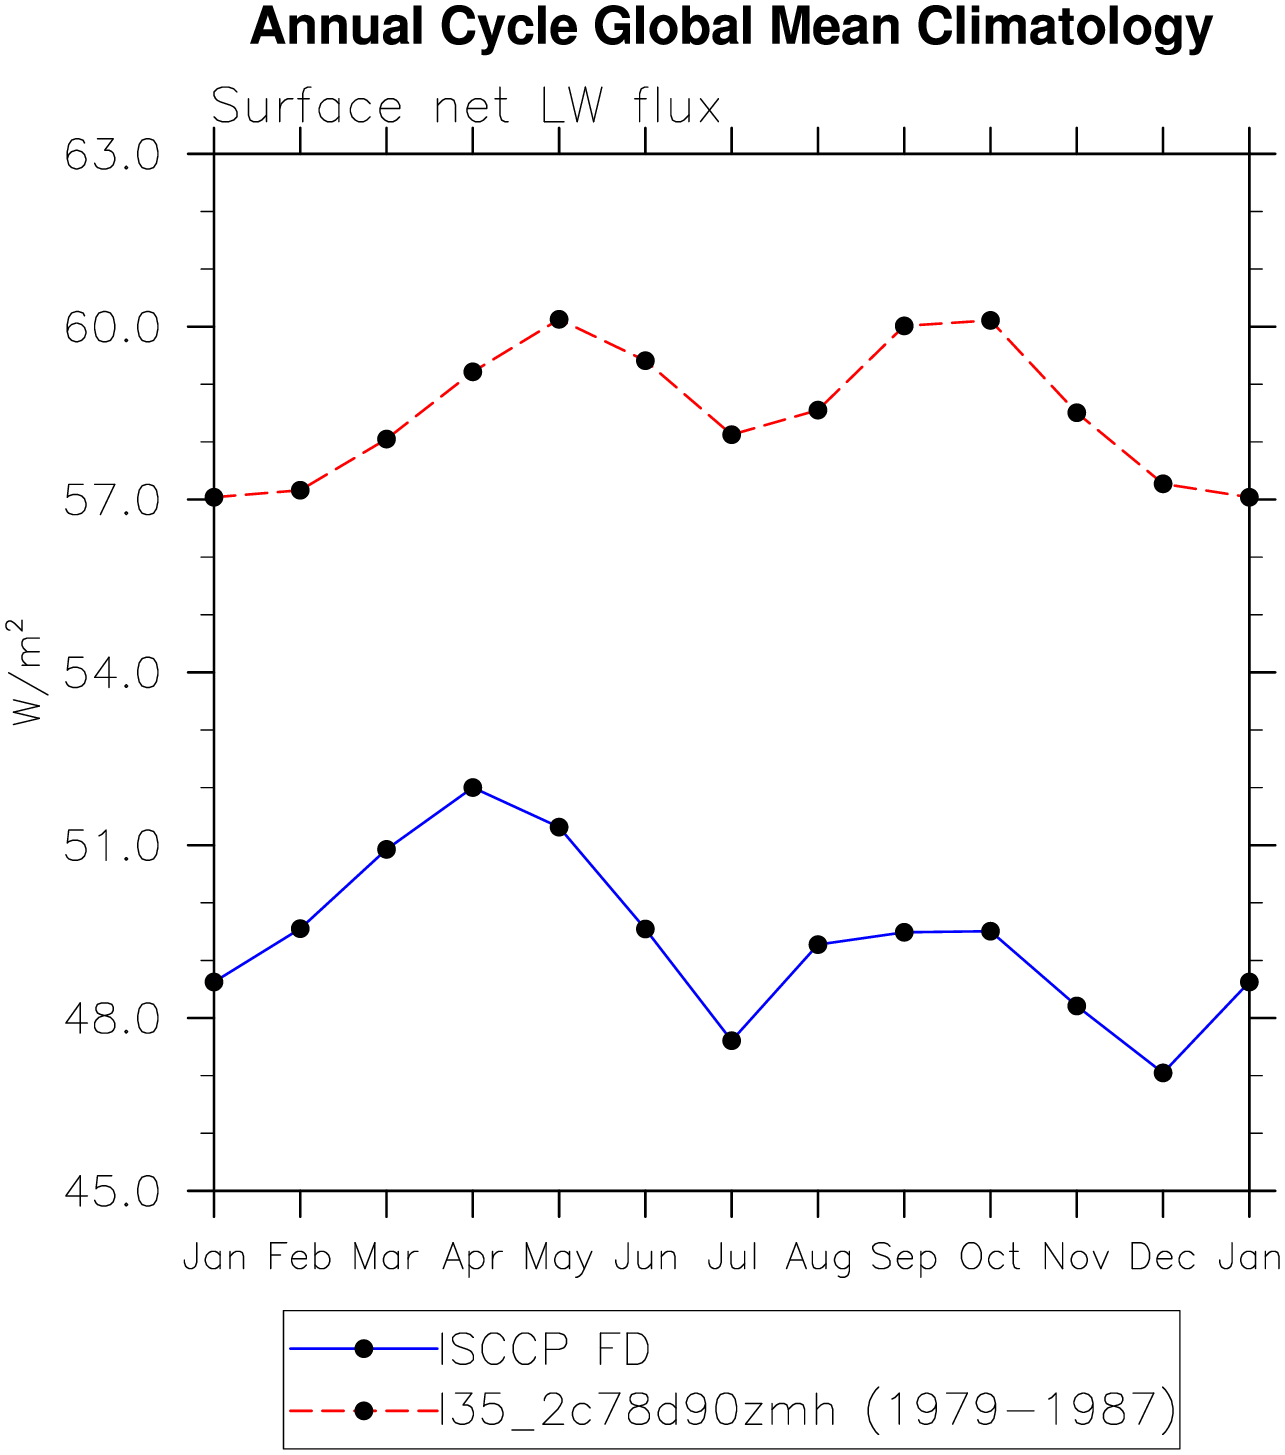 Annual Cycle Global Mean Climatology
Surface net LW flux
63.0
60.0
57.0
54.0
51.0
48.0
45.0
W/m²
Jan Feb Mar Apr May Jun Jul Aug Sep Oct Nov Dec Jan
ISCCP FD
I35_2c78d90zmh (1979-1987)